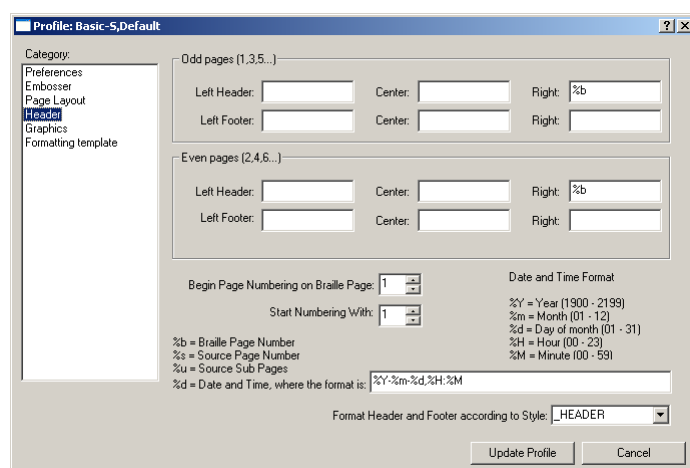 Profile: Basic-S,Default
Category:
Preferences
Embosser
Page Layout
Header
Graphics
Formatting template
Odd pages (1,3,5...)
Left Header: Center: Right: %b
Left Footer: Center: Right:
Even pages (2,4,6...)
Left Header: Center: Right: %b
Left Footer: Center: Right:
Begin Page Numbering on Braille Page: 1
Start Numbering With: 1
Date and Time Format
%Y = Year (1900 - 2199)
%m = Month (01 - 12)
%d = Day of month (01 - 31)
%H = Hour (00 - 23)
%M = Minute (00 - 59)
%b = Braille Page Number
%s = Source Page Number
%u = Source Sub Pages
%d = Date and Time, where the format is: %Y-%m-%d,%H:%M
Format Header and Footer according to Style: _HEADER
Update Profile Cancel